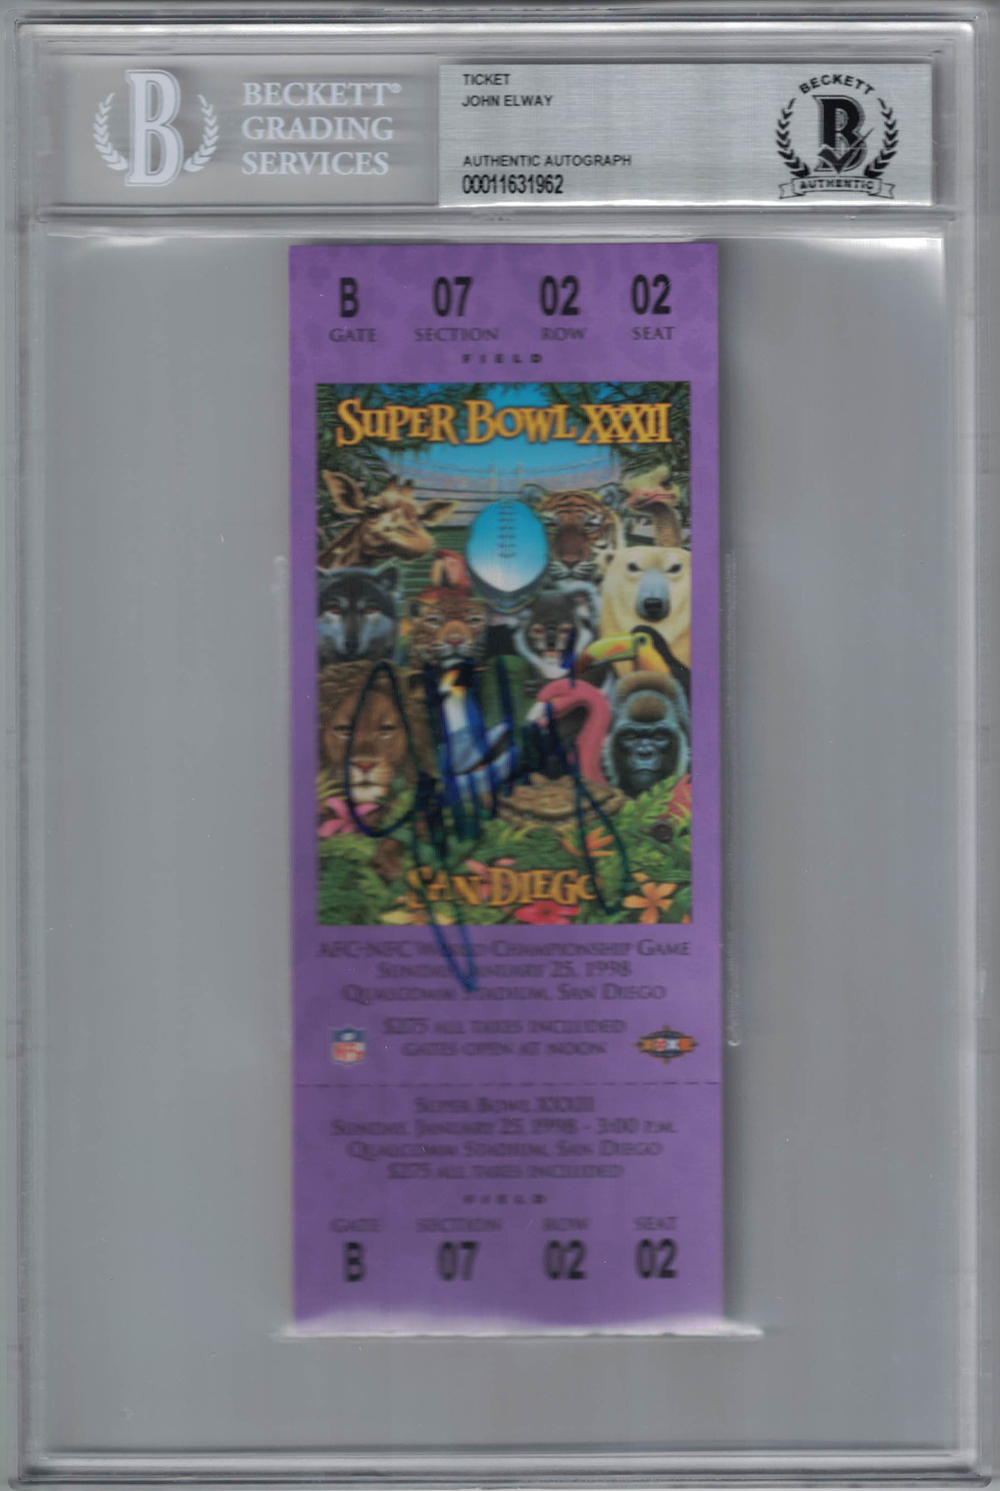 BECKETT®
GRADING
SERVICES
B
TICKET
JOHN ELWAY
AUTHENTIC AUTOGRAPH
00011631962
BECKETT
B
AUTHENTIC
B 07 02 02
GATE SECTION ROW SEAT
FIELD
SUPER BOWL XXXII
SAN DIEGO
AFC-NFC WORLD CHAMPIONSHIP GAME
SUNDAY, JANUARY 25, 1998
QUALCOMM STADIUM, SAN DIEGO
$275 ALL TAXES INCLUDED
GATES OPEN AT NOON
NFL
SUPER BOWL XXXII
SUNDAY, JANUARY 25, 1998 - 3:00 P.M.
QUALCOMM STADIUM, SAN DIEGO
$275 ALL TAXES INCLUDED
FIELD
GATE SECTION ROW SEAT
B 07 02 02